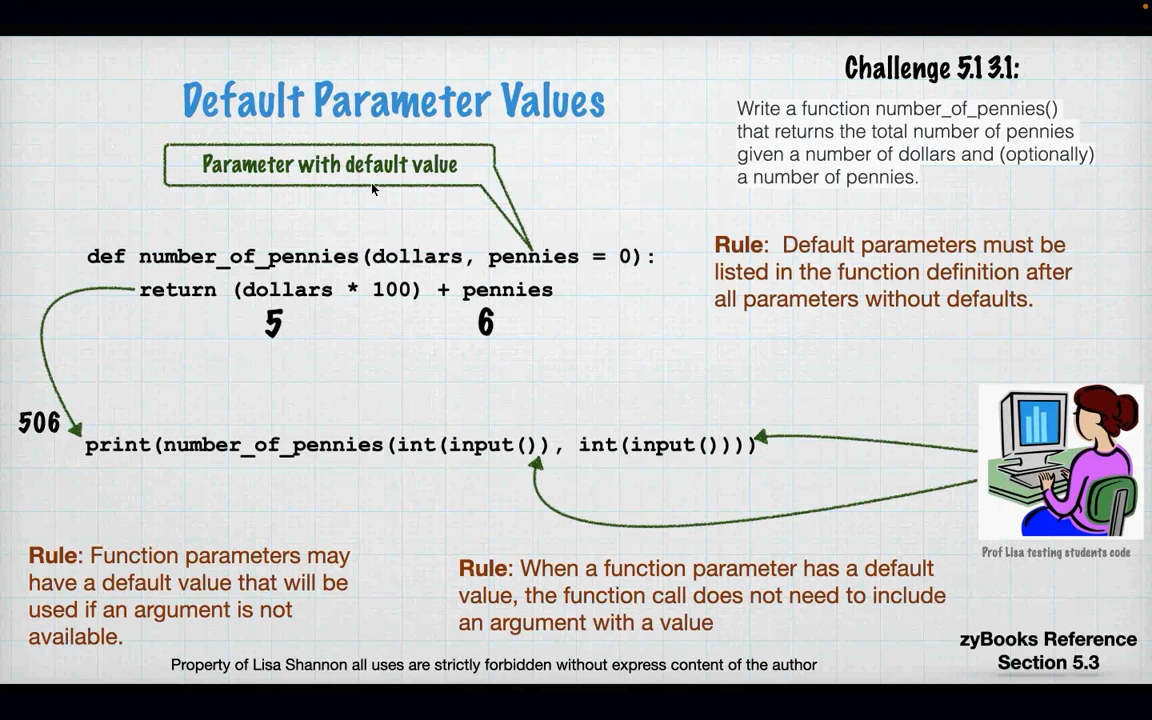 Challenge 5.13.1:
Default Parameter Values
Write a function number_of_pennies()
that returns the total number of pennies
given a number of dollars and (optionally)
a number of pennies.
Parameter with default value
def number_of_pennies(dollars, pennies = 0):
return (dollars * 100) + pennies
5 6
Rule: Default parameters must be
listed in the function definition after
all parameters without defaults.
506
print(number_of_pennies(int(input()), int(input())))
Prof Lisa testing students code
Rule: Function parameters may
have a default value that will be
used if an argument is not
available.
Rule: When a function parameter has a default
value, the function call does not need to include
an argument with a value
zyBooks Reference
Section 5.3
Property of Lisa Shannon all uses are strictly forbidden without express content of the author